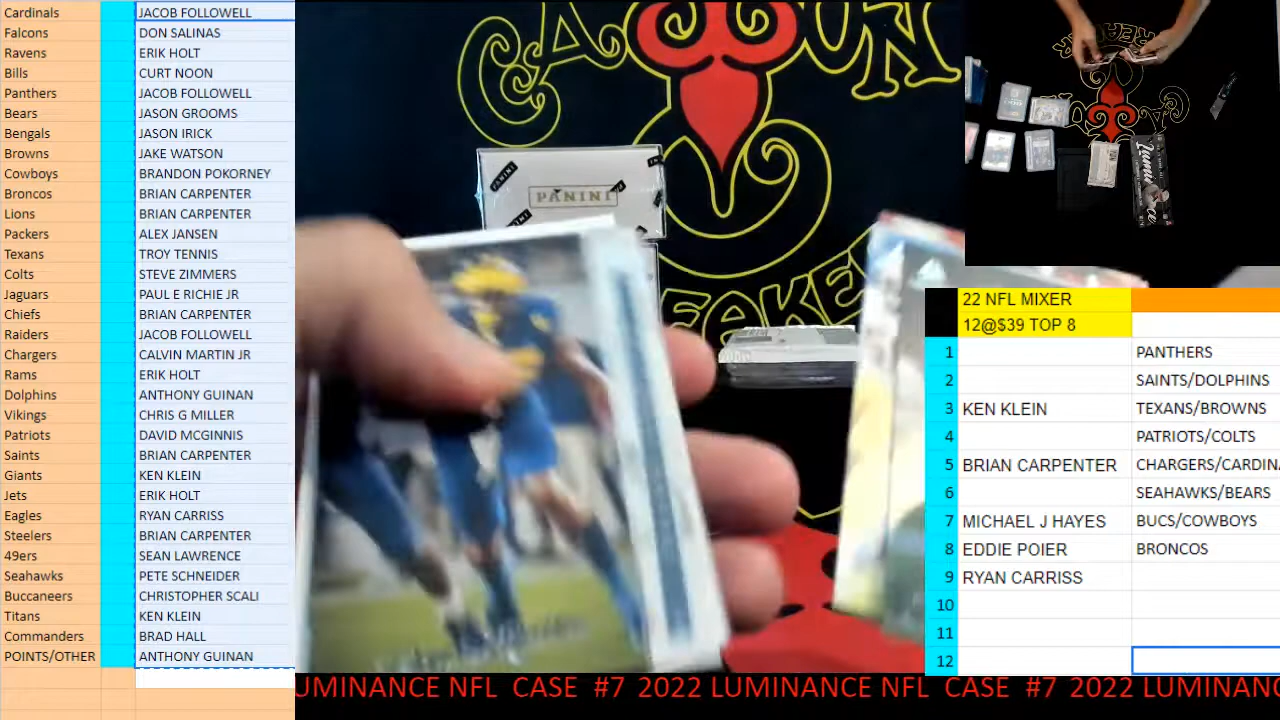 Cardinals JACOB FOLLOWELL
Falcons DON SALINAS
Ravens ERIK HOLT
Bills CURT NOON
Panthers JACOB FOLLOWELL
Bears JASON GROOMS
Bengals JASON IRICK
Browns JAKE WATSON
Cowboys BRANDON POKORNEY
Broncos BRIAN CARPENTER
Lions BRIAN CARPENTER
Packers ALEX JANSEN
Texans TROY TENNIS
Colts STEVE ZIMMERS
Jaguars PAUL E RICHIE JR
Chiefs BRIAN CARPENTER
Raiders JACOB FOLLOWELL
Chargers CALVIN MARTIN JR
Rams ERIK HOLT
Dolphins ANTHONY GUINAN
Vikings CHRIS G MILLER
Patriots DAVID MCGINNIS
Saints BRIAN CARPENTER
Giants KEN KLEIN
Jets ERIK HOLT
Eagles RYAN CARRISS
Steelers BRIAN CARPENTER
49ers SEAN LAWRENCE
Seahawks PETE SCHNEIDER
Buccaneers CHRISTOPHER SCALI
Titans KEN KLEIN
Commanders BRAD HALL
POINTS/OTHER ANTHONY GUINAN
PANINI
22 NFL MIXER
12@$39 TOP 8
1 PANTHERS
2 SAINTS/DOLPHINS
3 KEN KLEIN TEXANS/BROWNS
4 PATRIOTS/COLTS
5 BRIAN CARPENTER CHARGERS/CARDINA
6 SEAHAWKS/BEARS
7 MICHAEL J HAYES BUCS/COWBOYS
8 EDDIE POIER BRONCOS
9 RYAN CARRISS
10
11
12
UMINANCE NFL CASE #7 2022 LUMINANCE NFL CASE #7 2022 LUMINANC